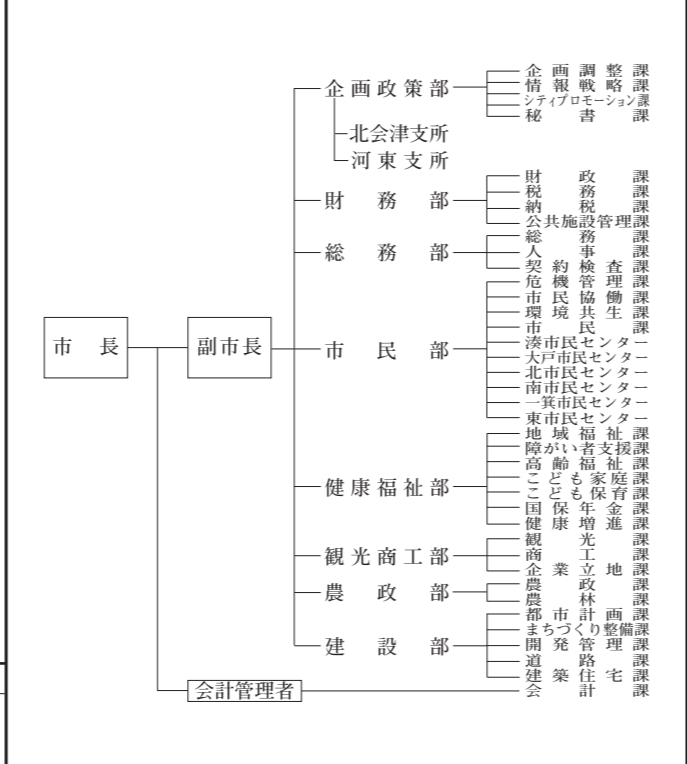 市長
副市長
企画政策部
企画調整課
情報戦略課
シティプロモーション課
秘書課
北会津支所
河東支所
財務部
財政課
税務課
納税課
公共施設管理課
総務部
総務課
人事課
契約検査課
市民部
危機管理課
市民協働課
環境共生課
市民課
湊市民センター
大戸市民センター
北市民センター
南市民センター
一箕市民センター
東市民センター
健康福祉部
地域福祉課
障がい者支援課
高齢福祉課
こども家庭課
こども保育課
国保年金課
健康増進課
観光商工部
観光課
商工課
企業立地課
農政部
農政課
農林課
建設部
都市計画課
まちづくり整備課
開発管理課
道路課
建築住宅課
会計管理者
会計課